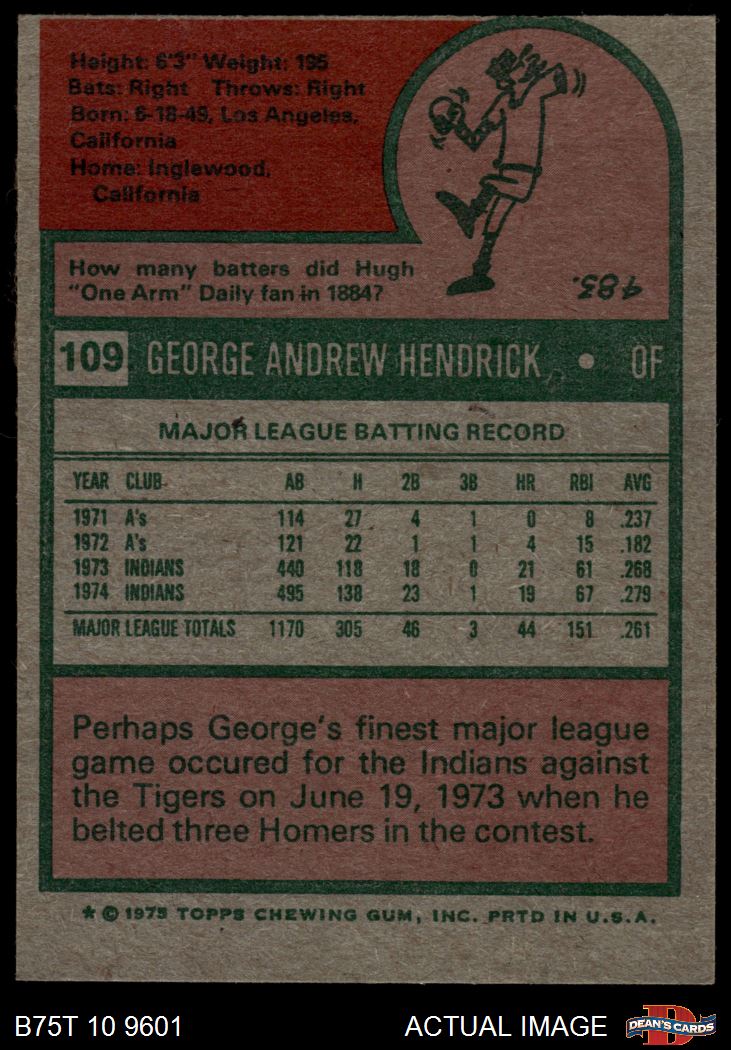 Height: 6'3" Weight: 195
Bats: Right Throws: Right
Born: 6-18-49, Los Angeles,
California
Home: Inglewood,
California
How many batters did Hugh
"One Arm" Daily fan in 1884?
483.
109 GEORGE ANDREW HENDRICK • OF
MAJOR LEAGUE BATTING RECORD
YEAR CLUB AB H 2B 3B HR RBI AVG
1971 A's 114 27 4 1 0 8 .237
1972 A's 121 22 1 1 4 15 .182
1973 INDIANS 440 118 18 0 21 61 .268
1974 INDIANS 495 138 23 1 19 67 .279
MAJOR LEAGUE TOTALS 1170 305 46 3 44 151 .261
Perhaps George's finest major league
game occured for the Indians against
the Tigers on June 19, 1973 when he
belted three Homers in the contest.
* © 1975 TOPPS CHEWING GUM, INC. PRTD IN U.S.A.
B75T 10 9601 ACTUAL IMAGE
D
DEAN'S CARDS